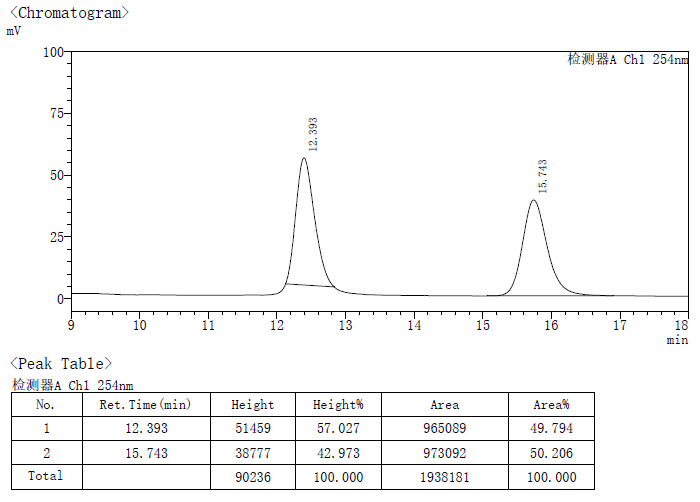 <Chromatogram>
mV
检测器A Ch1 254nm
100
75
50
25
0
12.393
15.743
9 10 11 12 13 14 15 16 17 18
min
<Peak Table>
检测器A Ch1 254nm
No. Ret.Time(min) Height Height% Area Area%
1 12.393 51459 57.027 965089 49.794
2 15.743 38777 42.973 973092 50.206
Total 90236 100.000 1938181 100.000